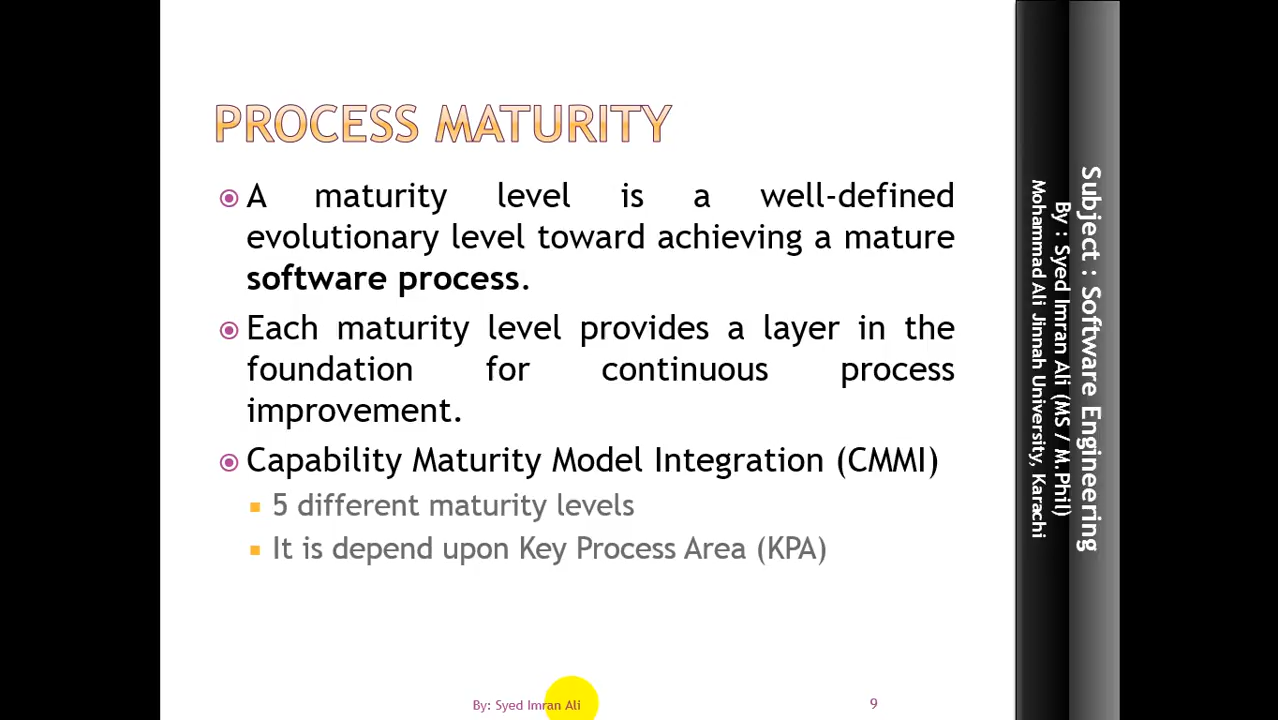 PROCESS MATURITY
A maturity level is a well-defined
evolutionary level toward achieving a mature
software process.
Each maturity level provides a layer in the
foundation for continuous process
improvement.
Capability Maturity Model Integration (CMMI)
5 different maturity levels
It is depend upon Key Process Area (KPA)
By: Syed Imran Ali
9
Subject : Software Engineering
By : Syed Imran Ali (MS / M.Phil)
Mohammad Ali Jinnah University, Karachi